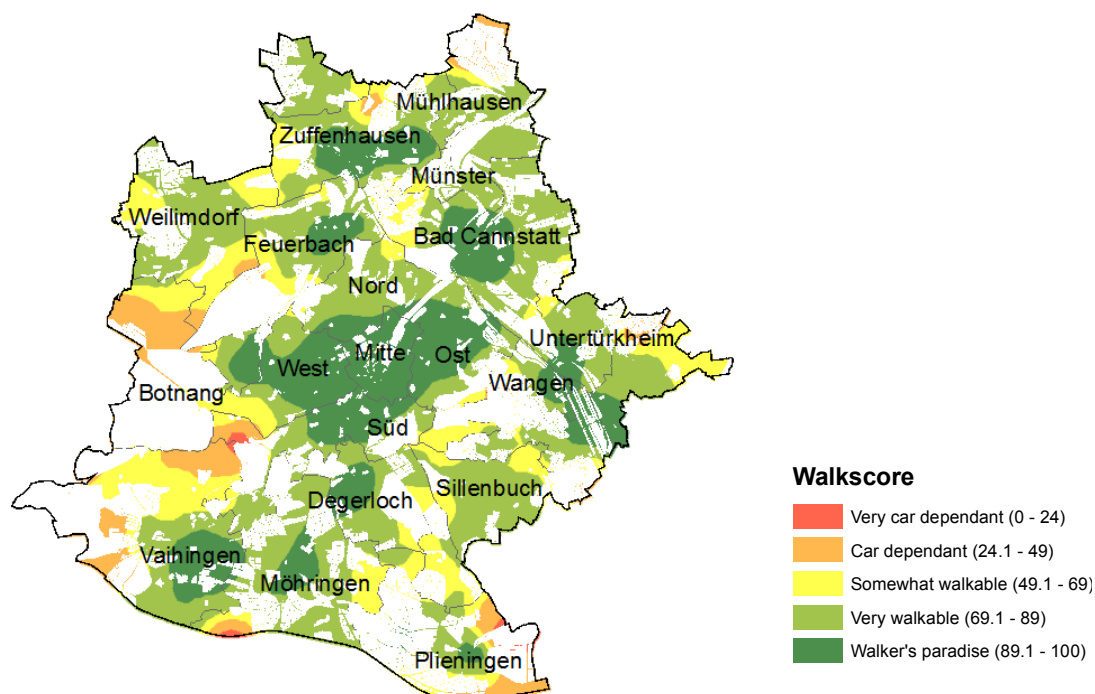 Mühlhausen
Zuffenhausen
Münster
Weilimdorf
Feuerbach
Bad Cannstatt
Nord
Untertürkheim
Mitte
Ost
West
Wangen
Botnang
Süd
Sillenbuch
Degerloch
Vaihingen
Möhringen
Plieningen
Walkscore
Very car dependant (0 - 24)
Car dependant (24.1 - 49)
Somewhat walkable (49.1 - 69)
Very walkable (69.1 - 89)
Walker's paradise (89.1 - 100)